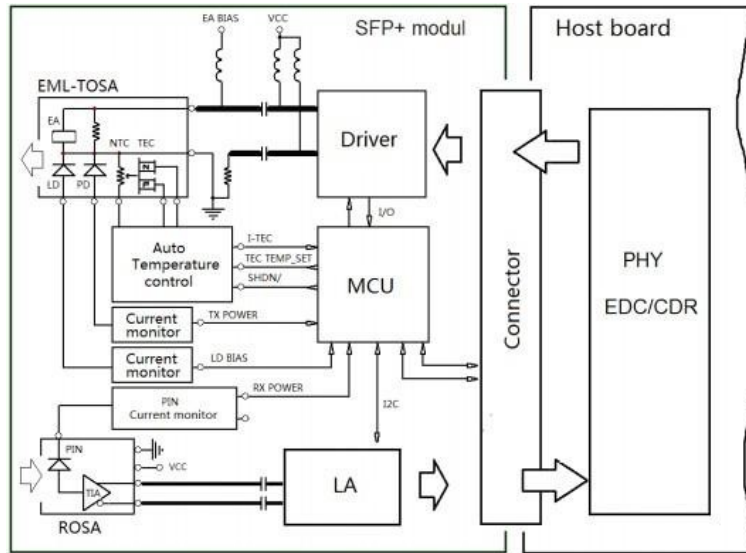 EA BIAS
VCC
SFP+ modul
Host board
EML-TOSA
EA
NTC TEC
LD
PD
N
P
Driver
I/O
Auto
Temperature
control
I-TEC
TEC TEMP_SET
SHDN/
MCU
Connector
PHY
EDC/CDR
Current
monitor
TX POWER
Current
monitor
LD BIAS
PIN
Current monitor
RX POWER
I2C
PIN
VCC
TIA
LA
ROSA